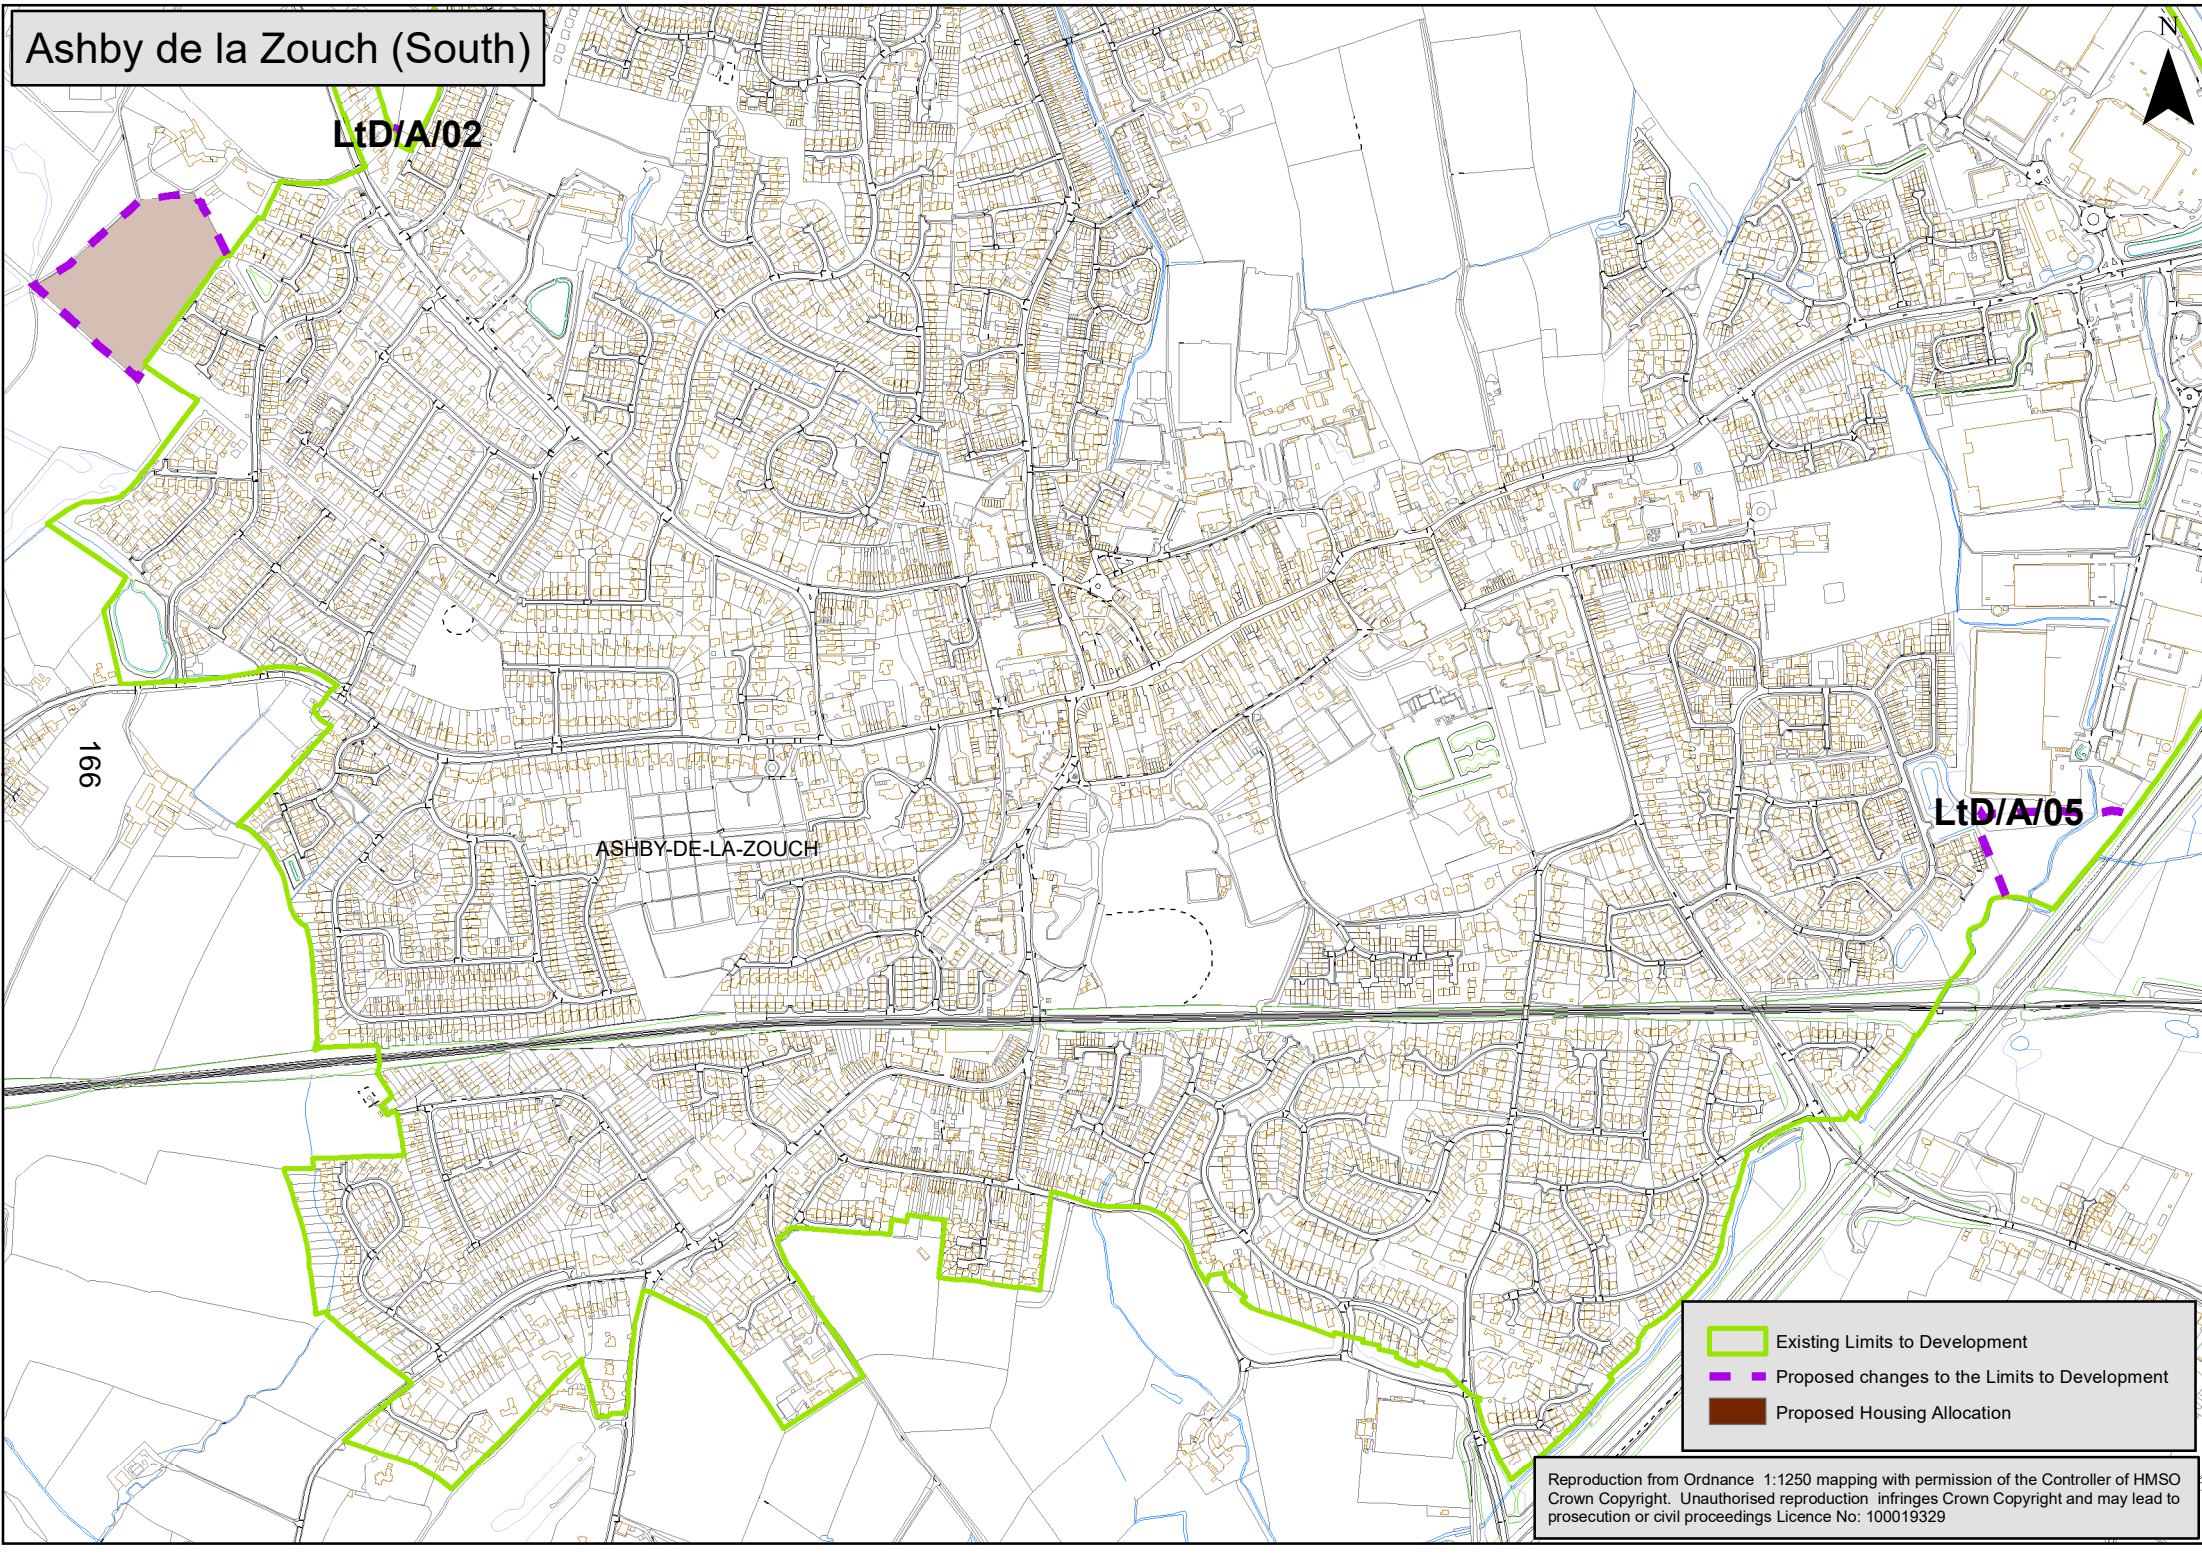 Ashby de la Zouch (South)
N
LtD/A/02
166
ASHBY-DE-LA-ZOUCH
LtD/A/05
Existing Limits to Development
Proposed changes to the Limits to Development
Proposed Housing Allocation
Reproduction from Ordnance 1:1250 mapping with permission of the Controller of HMSO
Crown Copyright. Unauthorised reproduction infringes Crown Copyright and may lead to
prosecution or civil proceedings Licence No: 100019329